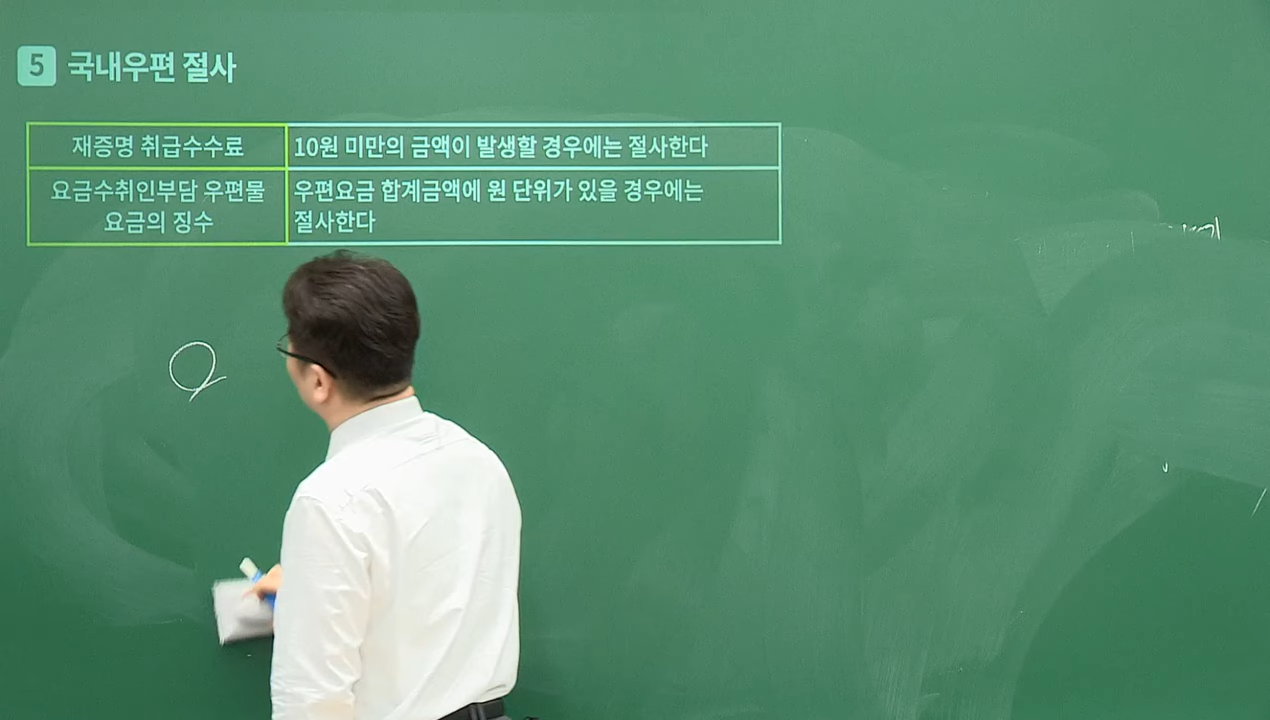 5 국내우편 절사
재증명 취급수수료
10원 미만의 금액이 발생할 경우에는 절사한다
요금수취인부담 우편물
요금의 징수
우편요금 합계금액에 원 단위가 있을 경우에는
절사한다